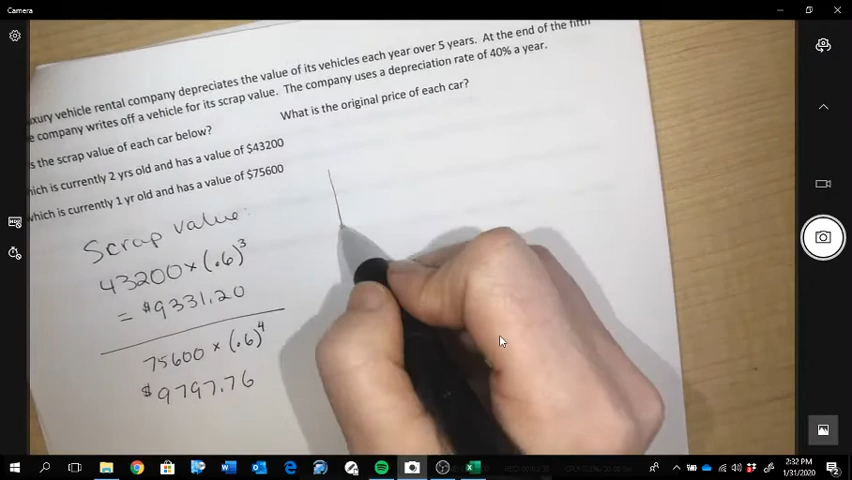 Camera
uxury vehicle rental company depreciates the value of its vehicles each year over 5 years. At the end of the fifth
e company writes off a vehicle for its scrap value. The company uses a depreciation rate of 40% a year.
s the scrap value of each car below?
What is the original price of each car?
hich is currently 2 yrs old and has a value of $43200
which is currently 1 yr old and has a value of $75600
Scrap value:
43200 × (.6)^3
= $9331.20
75600 × (.6)^4
$9797.76
2:32 PM
1/31/2020